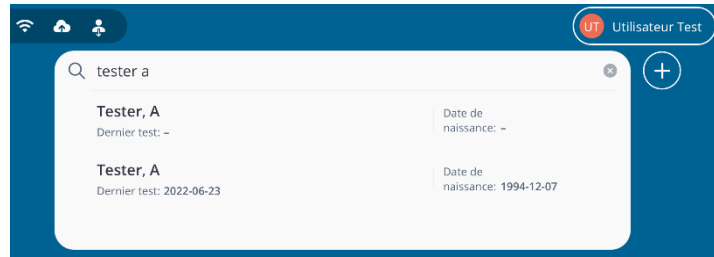 UT Utilisateur Test
tester a
Tester, A
Dernier test: –
Date de
naissance: –
Tester, A
Dernier test: 2022-06-23
Date de
naissance: 1994-12-07